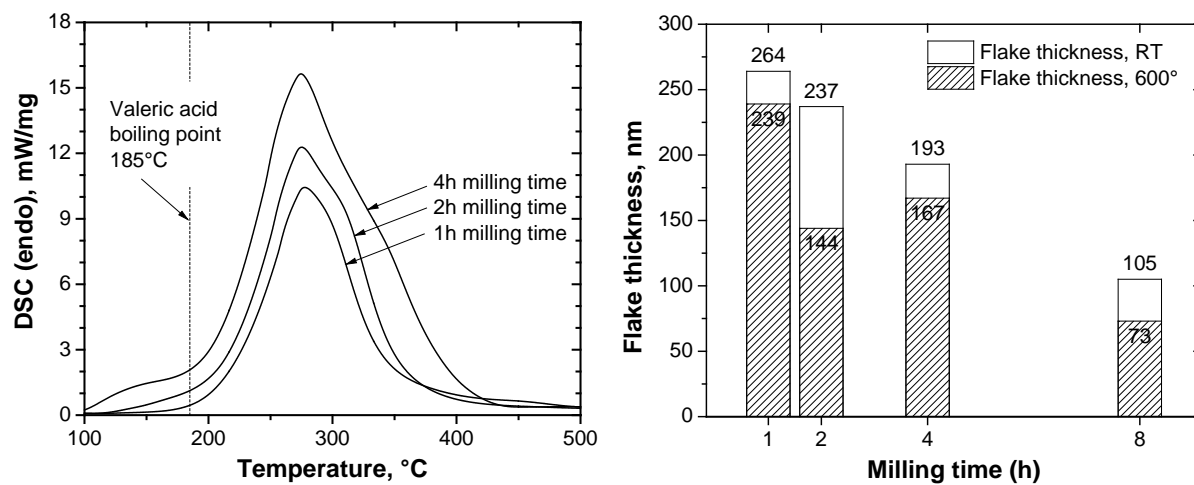 18
15
12
9
6
3
0
DSC (endo), mW/mg
Valeric acid
boiling point
185°C
4h milling time
2h milling time
1h milling time
100
200
300
400
500
Temperature, °C
300
250
200
150
100
50
0
Flake thickness, nm
Flake thickness, RT
Flake thickness, 600°
264
239
237
144
193
167
105
73
1
2
4
8
Milling time (h)